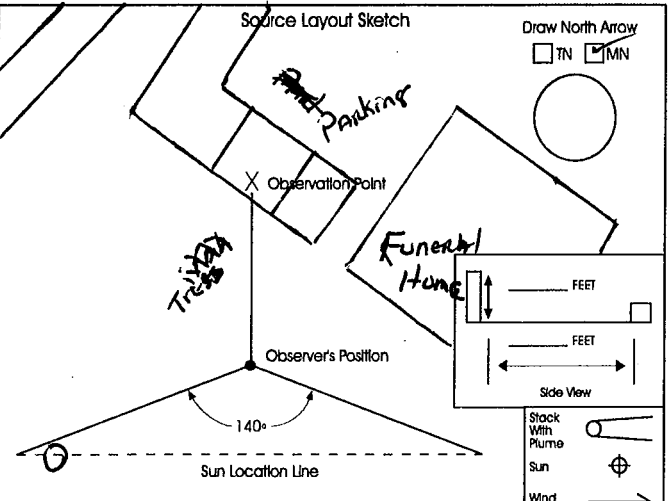 Source Layout Sketch
Draw North Arrow
TN MN
Parking
X Observation Point
Funeral
Home
Trees
FEET
FEET
Side View
Observer's Position
140°
Sun Location Line
Stack
With
Plume
Sun
Wind